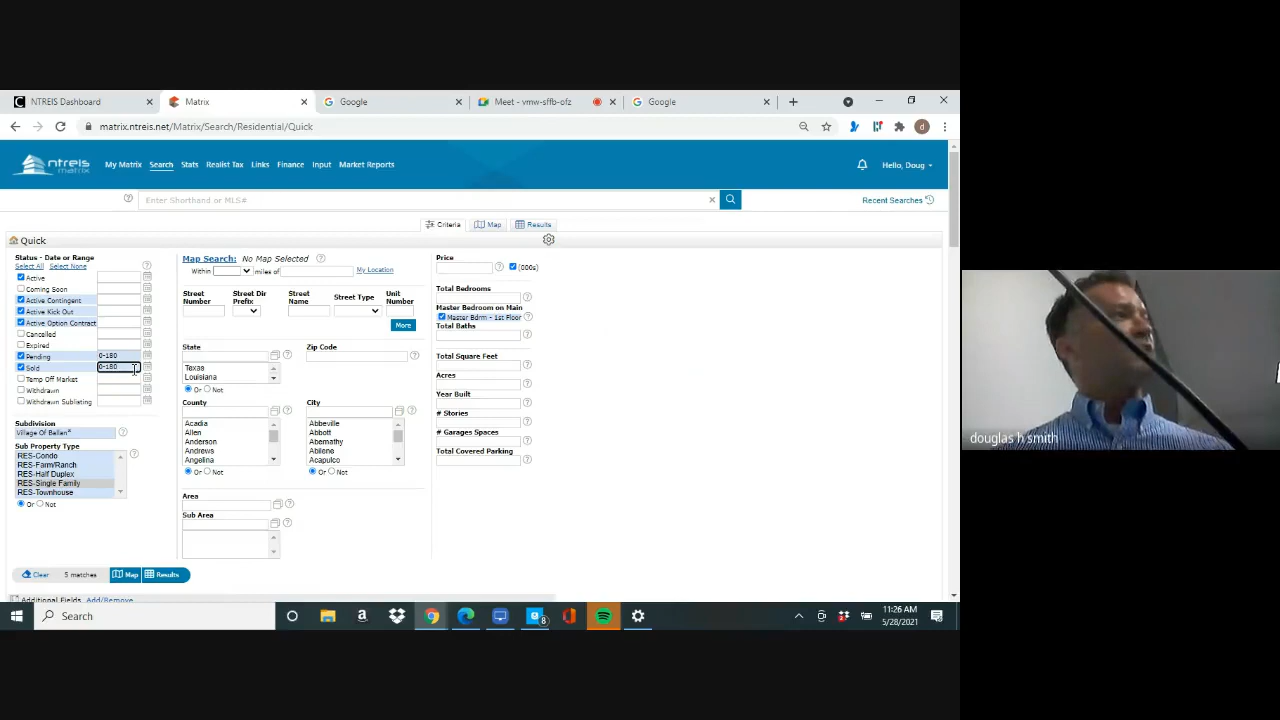 NTREIS Dashboard
Matrix
Google
Meet - vmw-sffb-ofz
Google
matrix.ntreis.net/Matrix/Search/Residential/Quick
ntreis matrix
My Matrix Search Stats Realist Tax Links Finance Input Market Reports
Hello, Doug
Enter Shorthand or MLS#
Recent Searches
Criteria Map Results
Quick
Status - Date or Range
Select All Select None
Active
Coming Soon
Active Contingent
Active Kick Out
Active Option Contract
Cancelled
Expired
Pending 0-180
Sold 0-180
Temp Off Market
Withdrawn
Withdrawn Sublisting
Subdivision
Sub Property Type
RES-Condo
RES-Farm/Ranch
RES-Half Duplex
RES-Single Family
RES-Townhouse
Or Not
Map Search: No Map Selected
Within miles of My Location
Street Number
Street Dir Prefix
Street Name
Street Type
Unit Number
More
State
Zip Code
Texas
Louisiana
Or Not
County
City
Acadia
Allen
Anderson
Andrews
Angelina
Abbeville
Abbott
Abernathy
Abilene
Acapulco
Or Not
Or Not
Area
Sub Area
Price
(000s)
Total Bedrooms
Master Bedroom on Main
Master Bdrm - 1st Floor
Total Baths
Total Square Feet
Acres
Year Built
# Stories
# Garages Spaces
Total Covered Parking
Clear 5 matches Map Results
Additional Fields Add/Remove
Search
8
2
11:26 AM
5/28/2021
douglas h smith